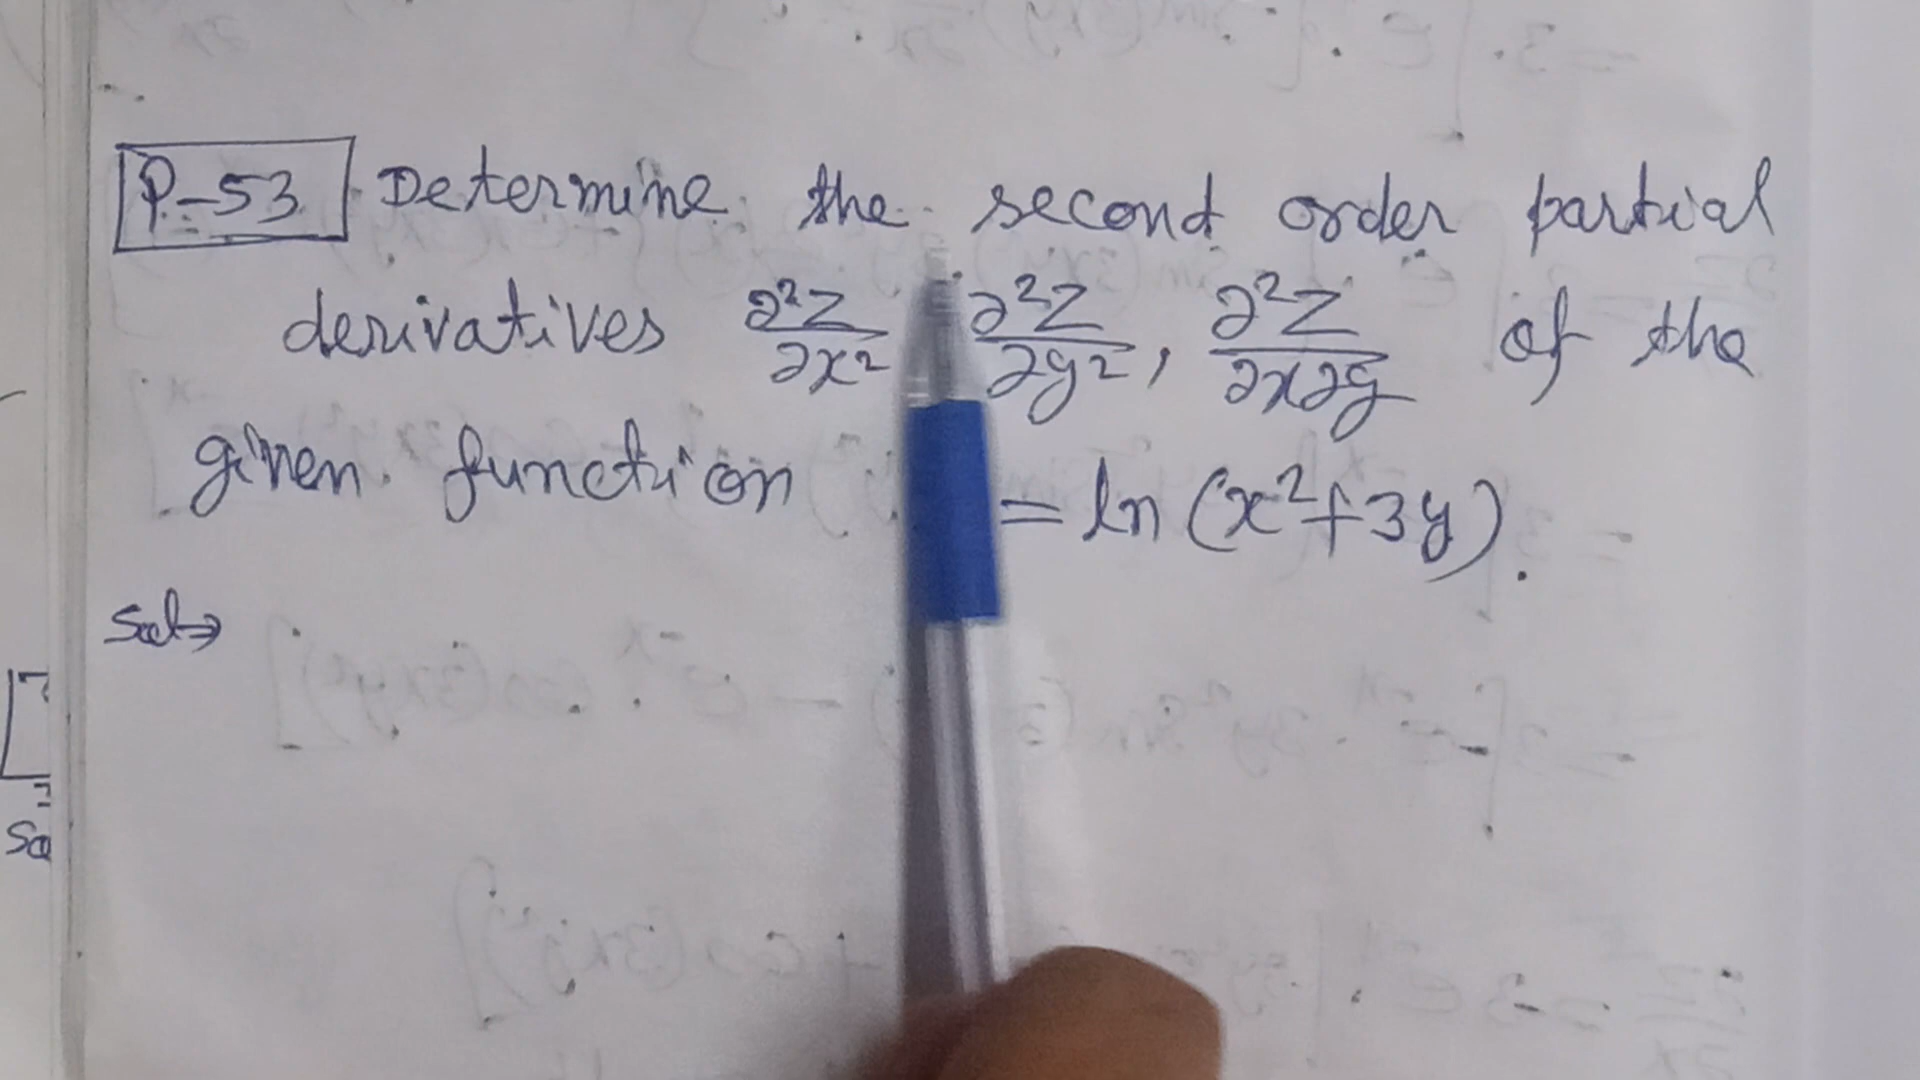 P-53 Determine the second order partial
derivatives ∂²z/∂x² ∂²z/∂y², ∂²z/∂x∂y of the
given function = ln (x²+3y).
Sol→